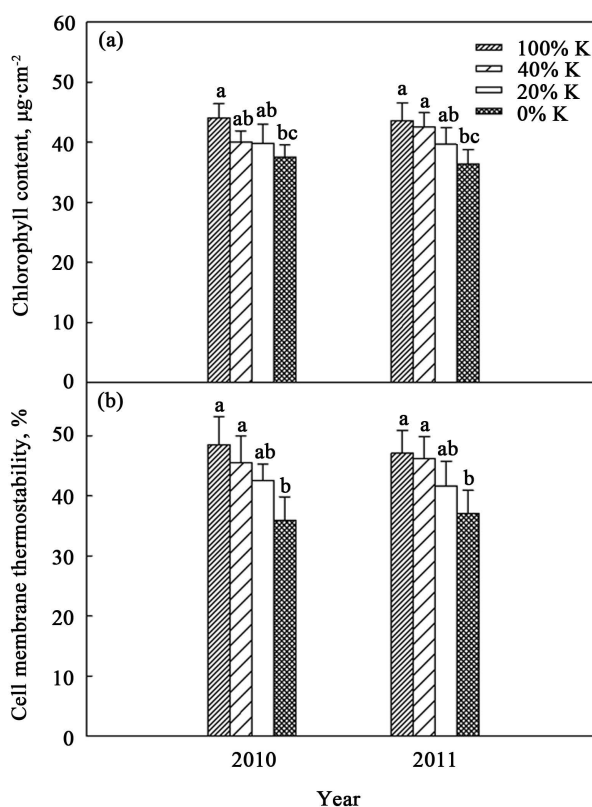 (a)
Chlorophyll content, µg·cm⁻²
60
50
40
30
20
10
0
100% K
40% K
20% K
0% K
a ab ab bc
a a ab bc
(b)
Cell membrane thermostability, %
50
40
30
20
10
0
a a ab b
a a ab b
2010 2011
Year